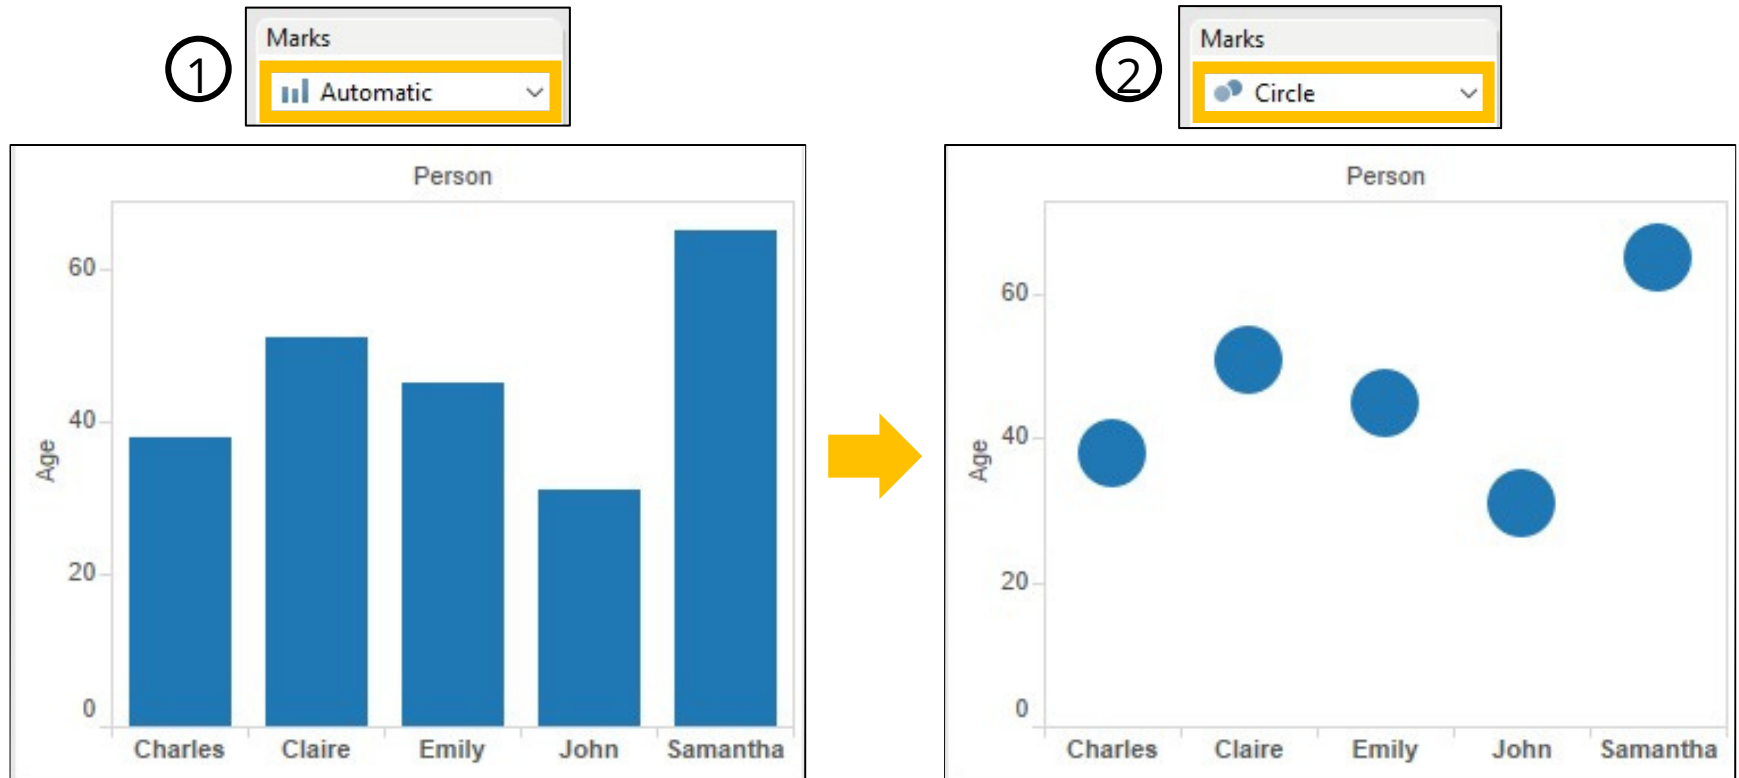 1
Marks
Automatic
Person
60
40
20
0
Age
Charles Claire Emily John Samantha
2
Marks
Circle
Person
60
40
20
0
Age
Charles Claire Emily John Samantha